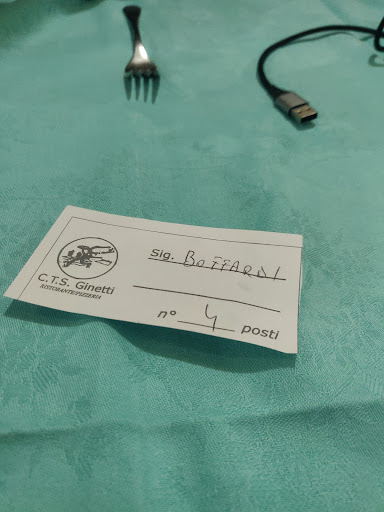 Sig. BOFFARDI
C.T.S. Ginetti
RISTORANTE/PIZZERIA
n° 4 posti